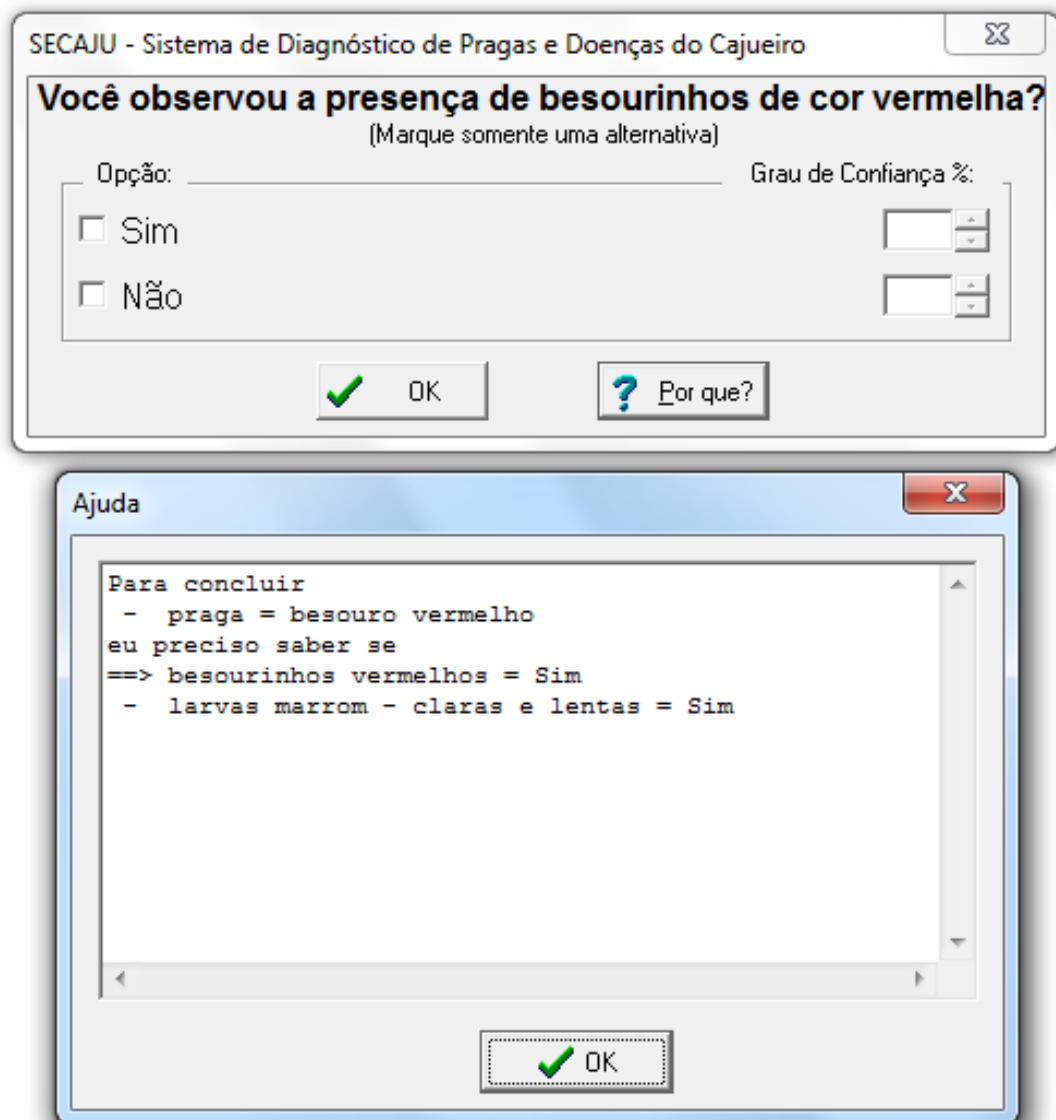 SECAJU - Sistema de Diagnóstico de Pragas e Doenças do Cajueiro
Você observou a presença de besourinhos de cor vermelha?
(Marque somente uma alternativa)
Opção: Grau de Confiança %:
Sim
Não
OK Por que?
Ajuda
Para concluir
- praga = besouro vermelho
eu preciso saber se
==> besourinhos vermelhos = Sim
- larvas marrom - claras e lentas = Sim
OK